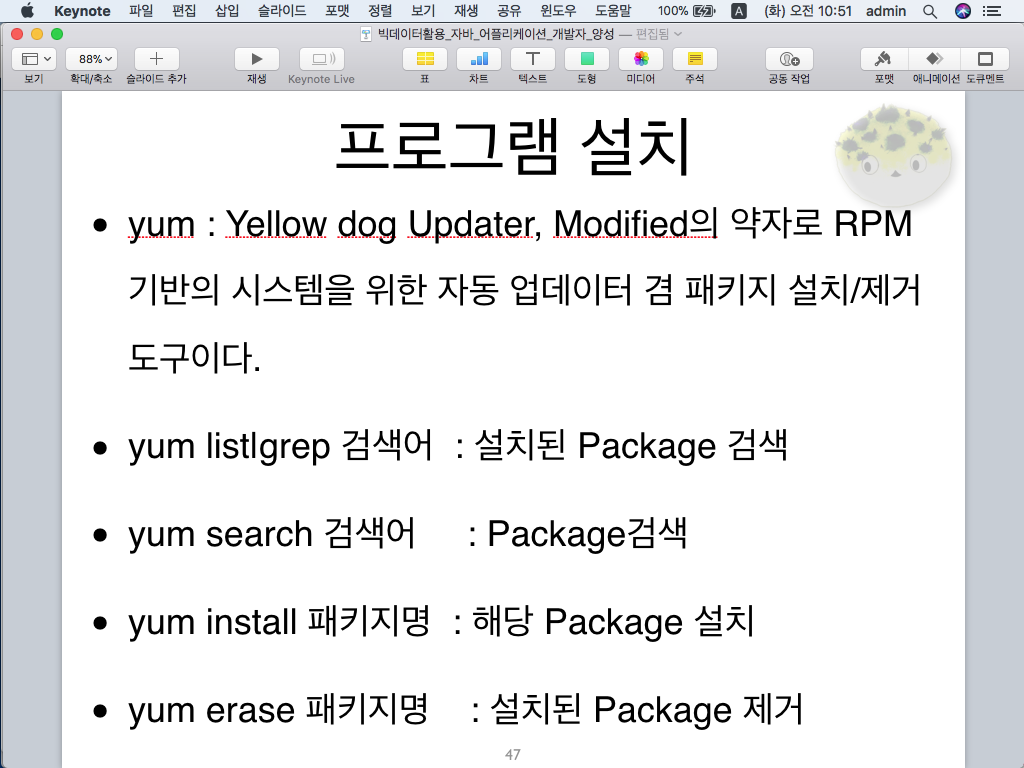 Keynote 파일 편집 삽입 슬라이드 포맷 정렬 보기 재생 공유 윈도우 도움말 100% A (화) 오전 10:51 admin
빅데이터활용_자바_어플리케이션_개발자_양성 — 편집됨
88%
보기 확대/축소 슬라이드 추가 재생 Keynote Live 표 차트 텍스트 도형 미디어 주석 공동 작업 포맷 애니메이션 도큐멘트
프로그램 설치
• yum : Yellow dog Updater, Modified의 약자로 RPM
기반의 시스템을 위한 자동 업데이터 겸 패키지 설치/제거
도구이다.
• yum list|grep 검색어 : 설치된 Package 검색
• yum search 검색어 : Package검색
• yum install 패키지명 : 해당 Package 설치
• yum erase 패키지명 : 설치된 Package 제거
47